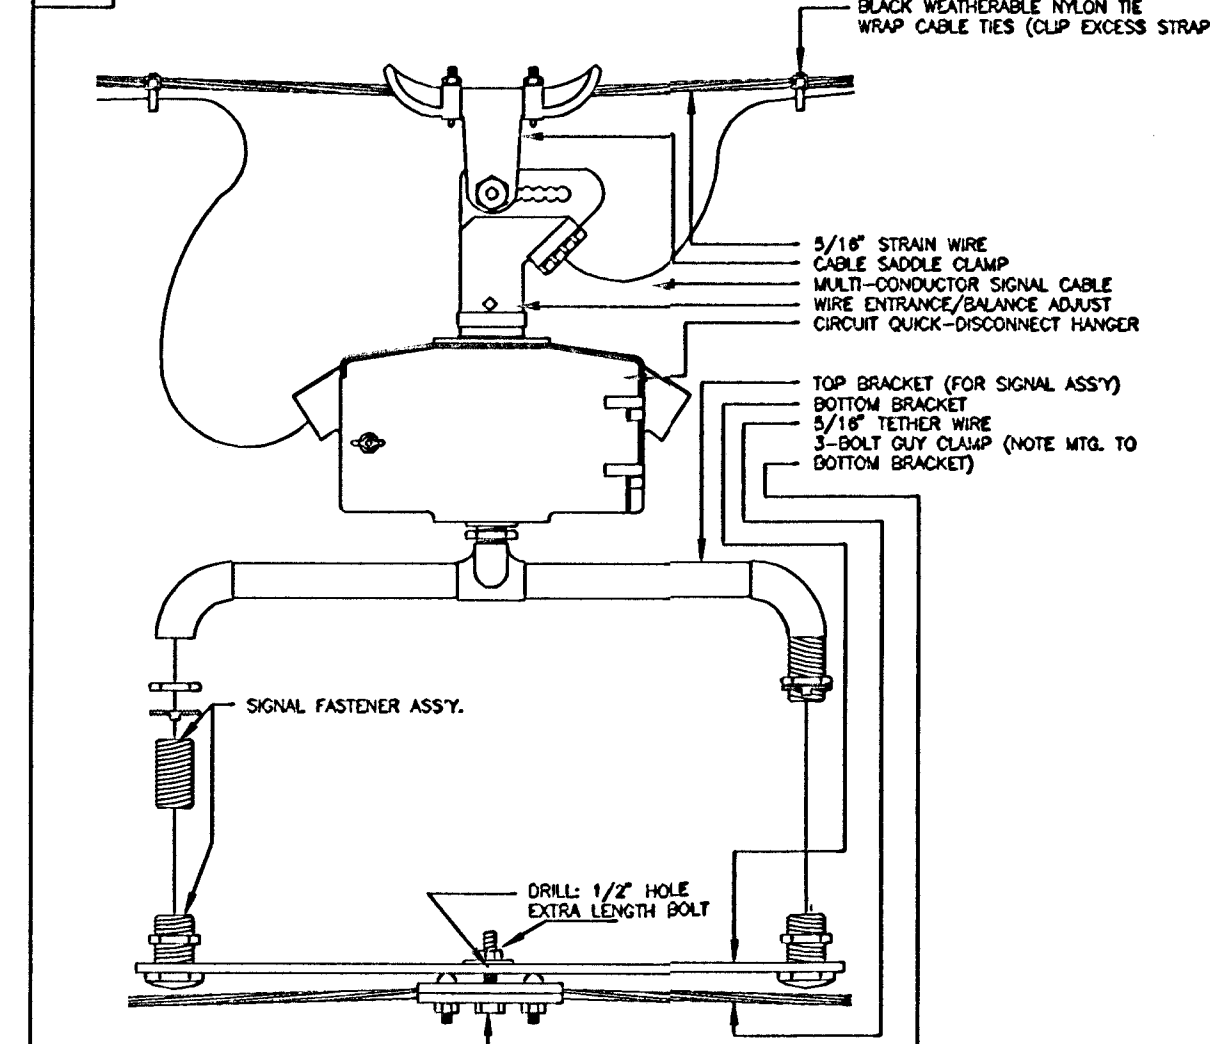 BLACK WEATHERABLE NYLON TIE
WRAP CABLE TIES (CLIP EXCESS STRAP
5/16" STRAIN WIRE
CABLE SADDLE CLAMP
MULTI-CONDUCTOR SIGNAL CABLE
WIRE ENTRANCE/BALANCE ADJUST
CIRCUIT QUICK-DISCONNECT HANGER
TOP BRACKET (FOR SIGNAL ASS'Y)
BOTTOM BRACKET
5/16" TETHER WIRE
3-BOLT GUY CLAMP (NOTE MTG. TO
BOTTOM BRACKET)
SIGNAL FASTENER ASS'Y.
DRILL: 1/2" HOLE
EXTRA LENGTH BOLT